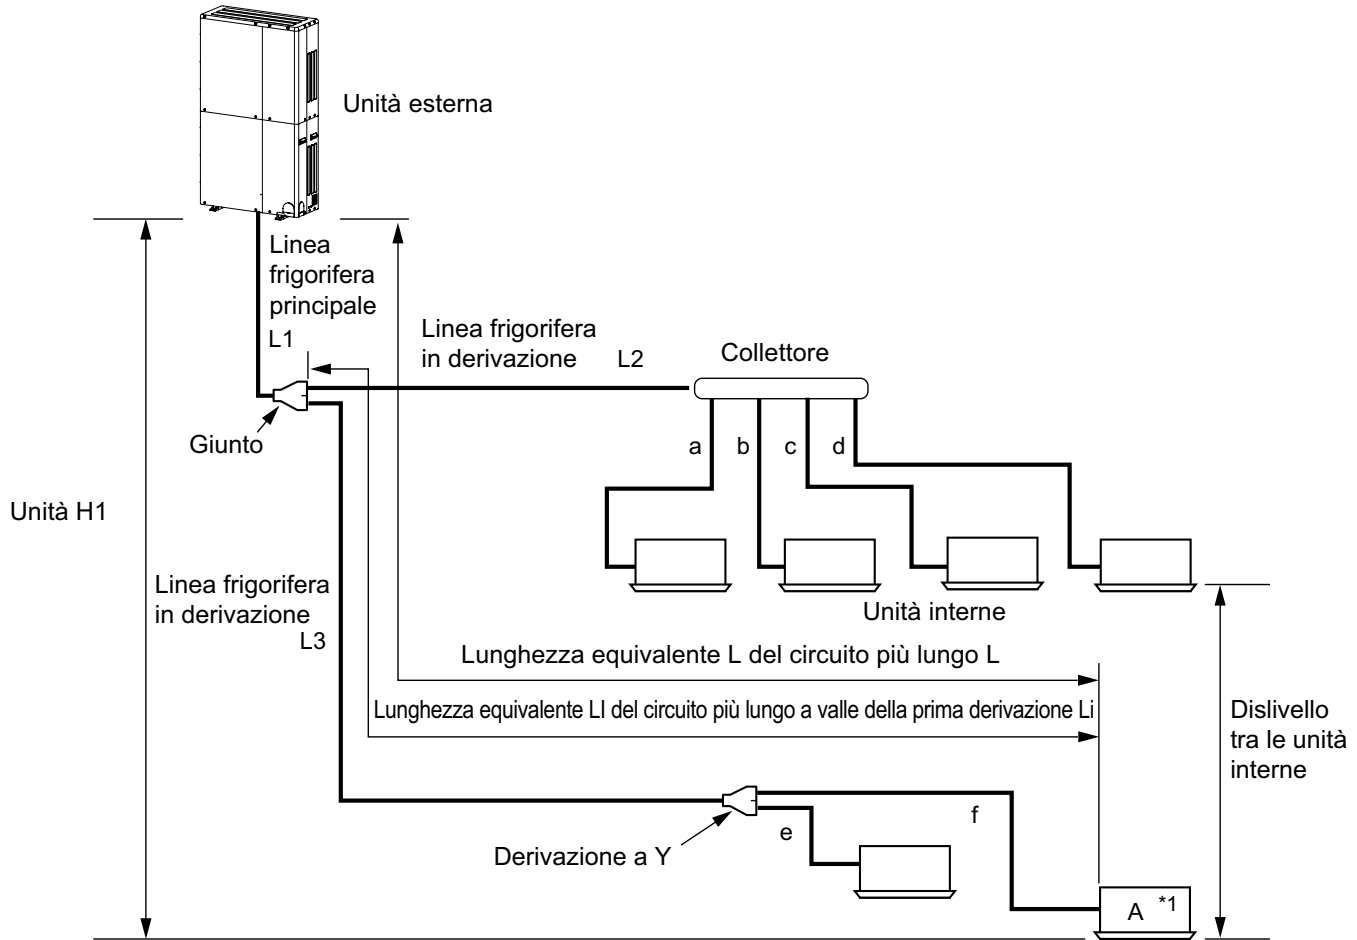 Unità esterna
Linea
frigorifera
principale
L1
Linea frigorifera
in derivazione L2
Collettore
Giunto
a b c d
Unità H1
Linea frigorifera
in derivazione
L3
Unità interne
Lunghezza equivalente L del circuito più lungo L
Lunghezza equivalente LI del circuito più lungo a valle della prima derivazione Li
Dislivello
tra le unità
interne
f
e
Derivazione a Y
A *1